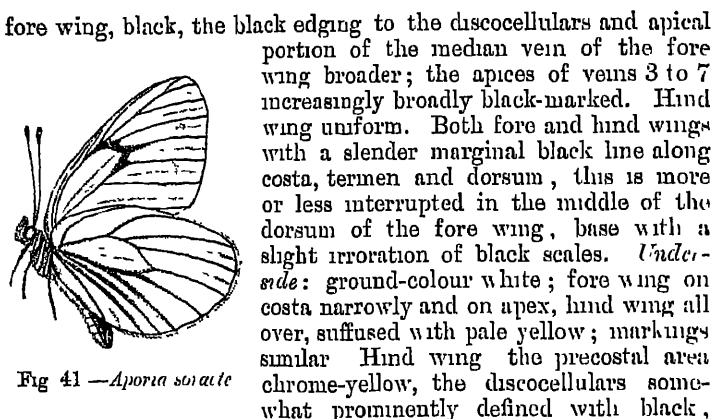 fore wing, black, the black edging to the discocellulars and apical
portion of the median vein of the fore
wing broader; the apices of veins 3 to 7
increasingly broadly black-marked. Hind
wing uniform. Both fore and hind wings
with a slender marginal black line along
costa, termen and dorsum, this is more
or less interrupted in the middle of the
dorsum of the fore wing, base with a
slight irroration of black scales. Under-
side: ground-colour white; fore wing on
costa narrowly and on apex, hind wing all
over, suffused with pale yellow; markings
similar Hind wing the precostal area
chrome-yellow, the discocellulars some-
what prominently defined with black,
Fig 41 —Aporia soracte